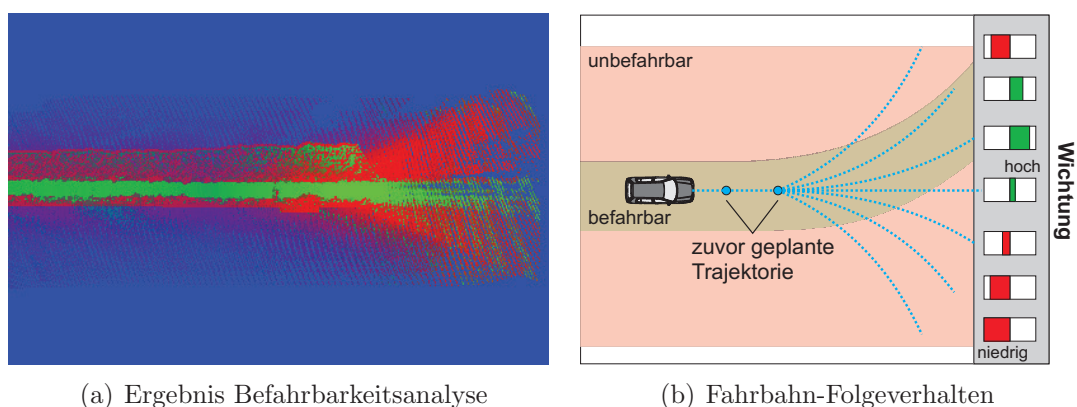 unbefahrbar
hoch
befahrbar
zuvor geplante
Trajektorie
niedrig
Wichtung
(a) Ergebnis Befahrbarkeitsanalyse
(b) Fahrbahn-Folgeverhalten